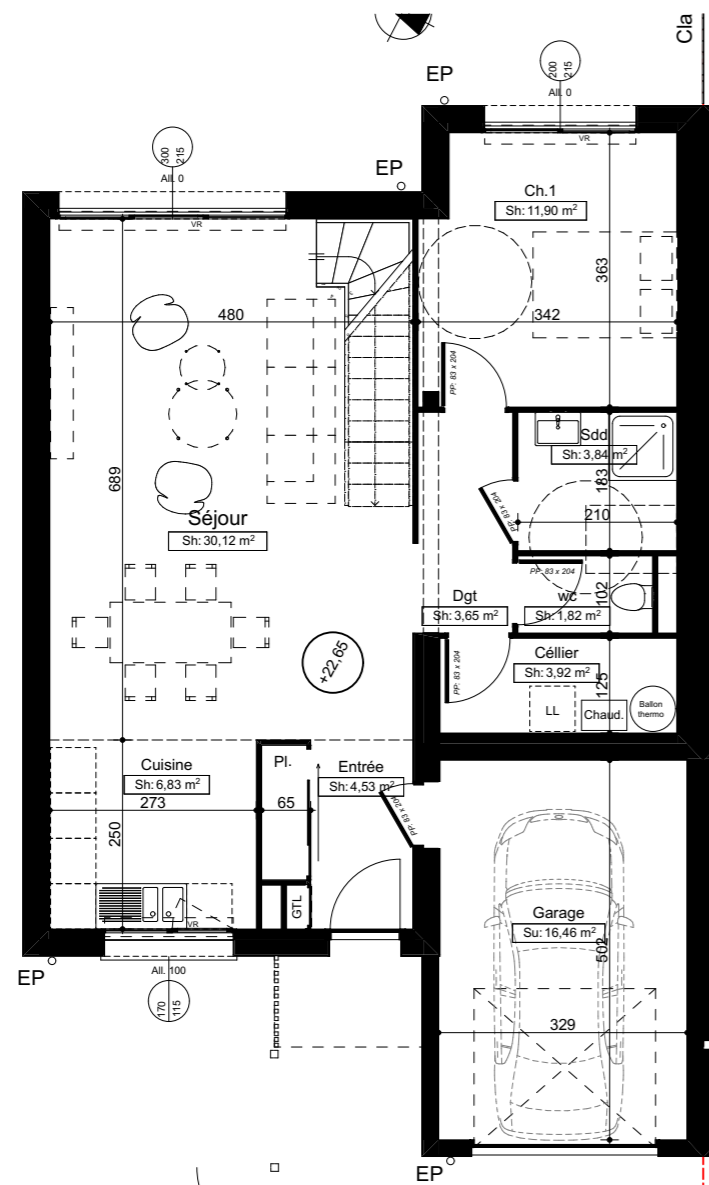 Cla
EP
200
215
All. 0
VR
300
215
All. 0
EP
VR
Ch.1
Sh: 11,90 m²
363
480
342
PP: 83 x 204
Sdd
Sh: 3,84 m²
183
210
689
Séjour
Sh: 30,12 m²
PP: 83 x 204
PP: 83 x 204
Dgt
Sh: 3,65 m²
wc
Sh: 1,82 m²
102
+22,65
PP: 83 x 204
Céllier
Sh: 3,92 m²
125
LL
Chaud.
Ballon
thermo
Cuisine
Sh: 6,83 m²
273
250
Pl.
65
Entrée
Sh: 4,53 m²
PP: 83 x 204
GTL
VR
Garage
Su: 16,46 m²
502
329
EP
All. 100
170
115
EP